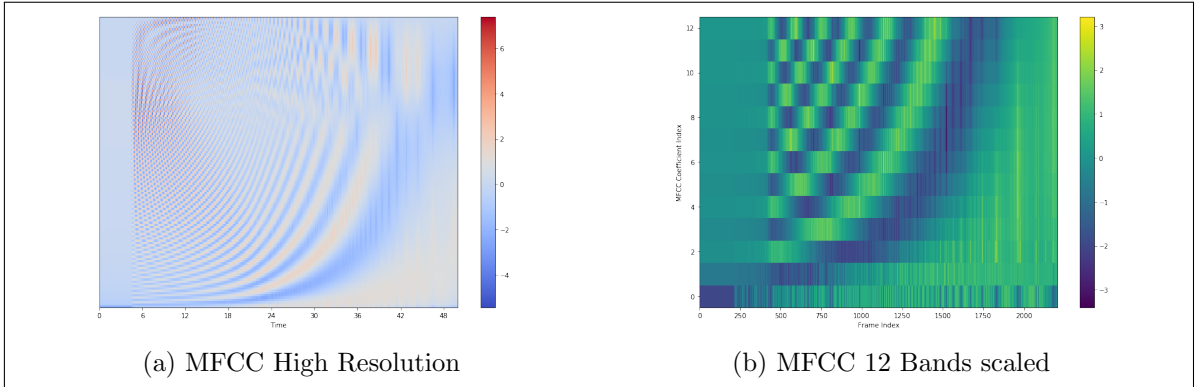 6
4
2
0
−2
−4
0 6 12 18 24 30 36 42 48
Time
(a) MFCC High Resolution
12
10
8
6
4
2
0
MFCC Coefficient Index
0 250 500 750 1000 1250 1500 1750 2000
Frame Index
3
2
1
0
−1
−2
−3
(b) MFCC 12 Bands scaled